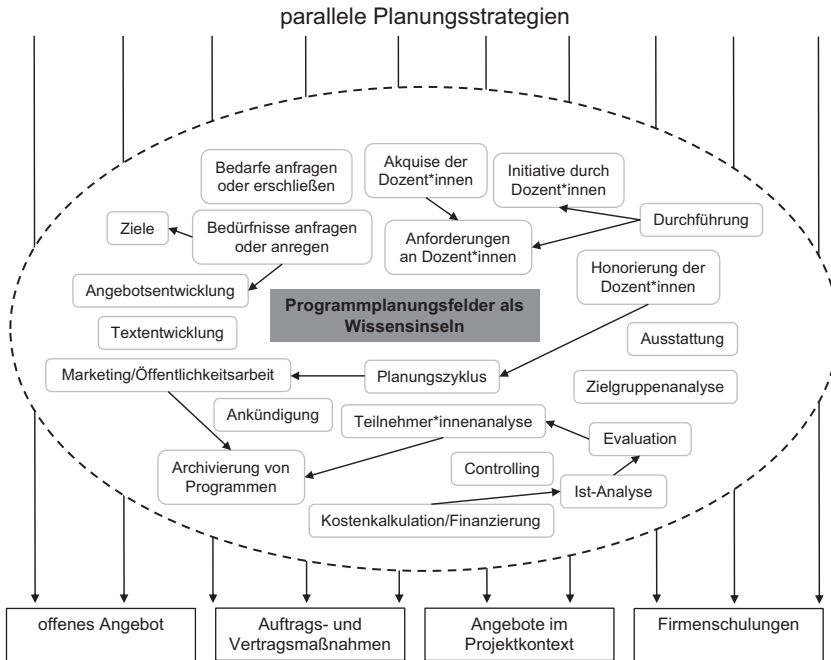 parallele Planungsstrategien
Bedarfe anfragen
oder erschließen
Akquise der
Dozent*innen
Initiative durch
Dozent*innen
Ziele
Bedürfnisse anfragen
oder anregen
Anforderungen
an Dozent*innen
Durchführung
Angebotsentwicklung
Honorierung der
Dozent*innen
Programmplanungsfelder als
Wissensinseln
Textentwicklung
Ausstattung
Marketing/Öffentlichkeitsarbeit
Planungszyklus
Zielgruppenanalyse
Ankündigung
Teilnehmer*innenanalyse
Evaluation
Archivierung von
Programmen
Controlling
Ist-Analyse
Kostenkalkulation/Finanzierung
offenes Angebot
Auftrags- und
Vertragsmaßnahmen
Angebote im
Projektkontext
Firmenschulungen